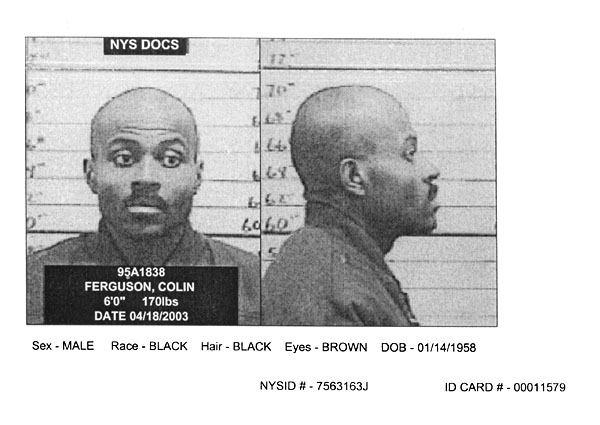 NYS DOCS
72"
70"
68"
66"
64"
62"
60"
60
95A1838
FERGUSON, COLIN
6'0" 170lbs
DATE 04/18/2003
Sex - MALE Race - BLACK Hair - BLACK Eyes - BROWN DOB - 01/14/1958
NYSID # - 7563163J ID CARD # - 00011579